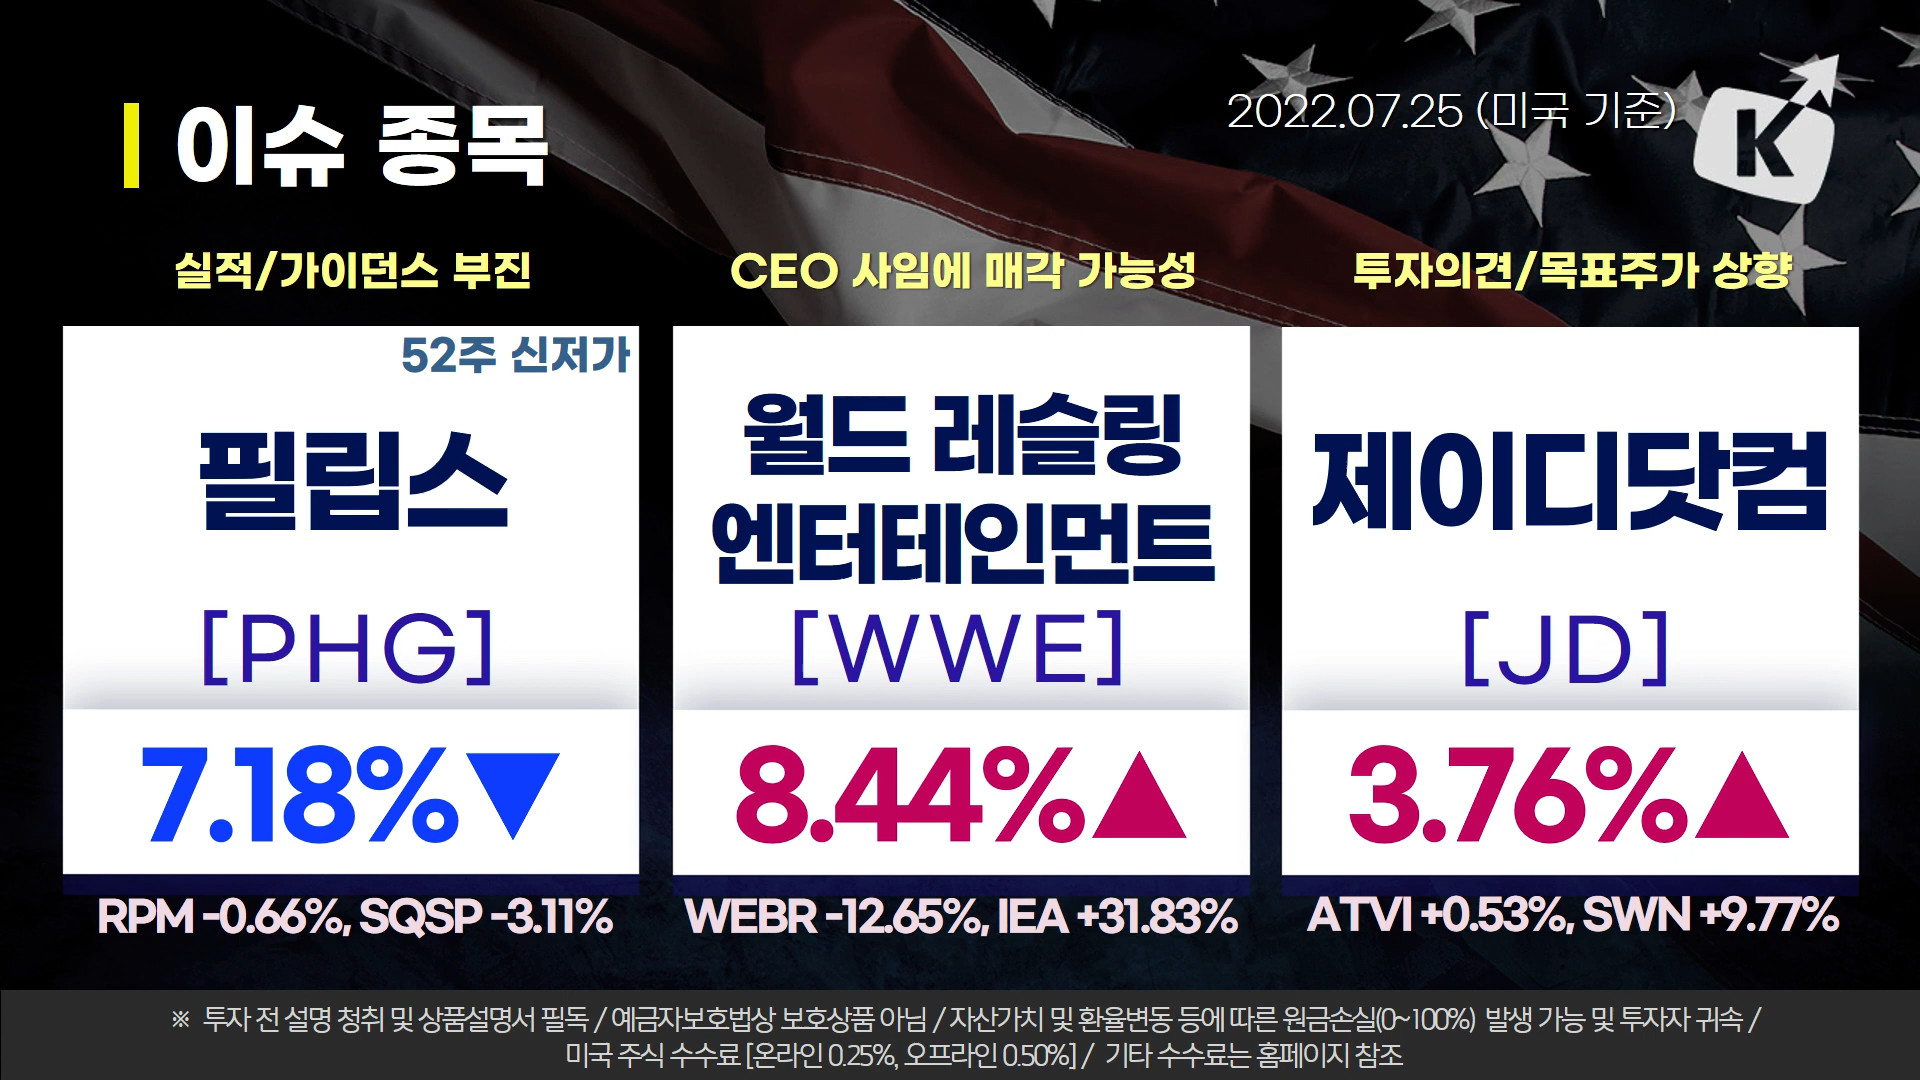 이슈 종목
2022.07.25 (미국 기준)
K
실적/가이던스 부진
52주 신저가
필립스
[PHG]
7.18%▼
RPM -0.66%, SQSP -3.11%
CEO 사임에 매각 가능성
월드 레슬링
엔터테인먼트
[WWE]
8.44%▲
WEBR -12.65%, IEA +31.83%
투자의견/목표주가 상향
제이디닷컴
[JD]
3.76%▲
ATVI +0.53%, SWN +9.77%
※ 투자 전 설명 청취 및 상품설명서 필독 / 예금자보호법상 보호상품 아님 / 자산가치 및 환율변동 등에 따른 원금손실(0~100%) 발생 가능 및 투자자 귀속 /
미국 주식 수수료 [온라인 0.25%, 오프라인 0.50%] / 기타 수수료는 홈페이지 참조